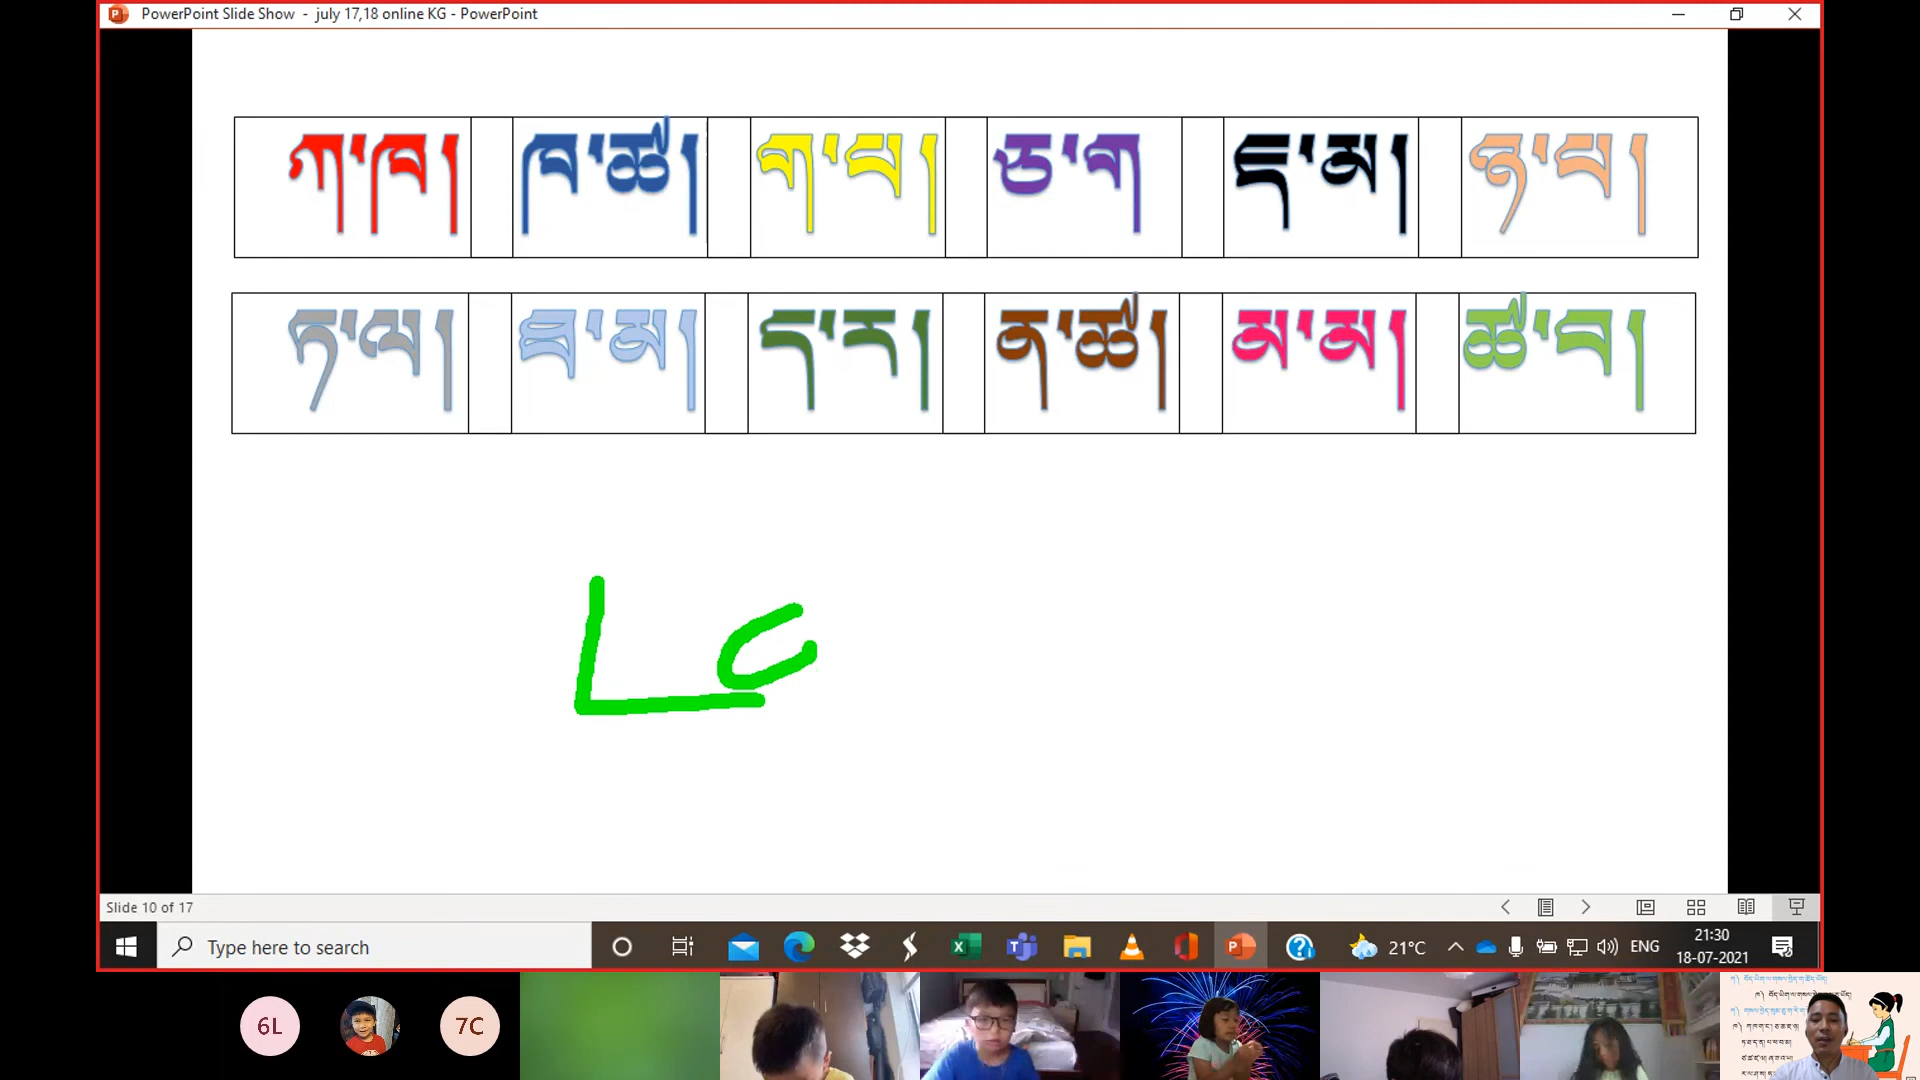 PowerPoint Slide Show - july 17,18 online KG - PowerPoint
ཀ་ཁ། ཁ་ཚ། ག་པ། ཅ་ག ཇ་མ། ཉ་པ།
ཏ་ལ། ཐ་མ། ད་ར། ན་ཚ། མ་མ། ཚ་བ།
L c
Slide 10 of 17
Type here to search
21°C
ENG
21:30
18-07-2021
6L
7C